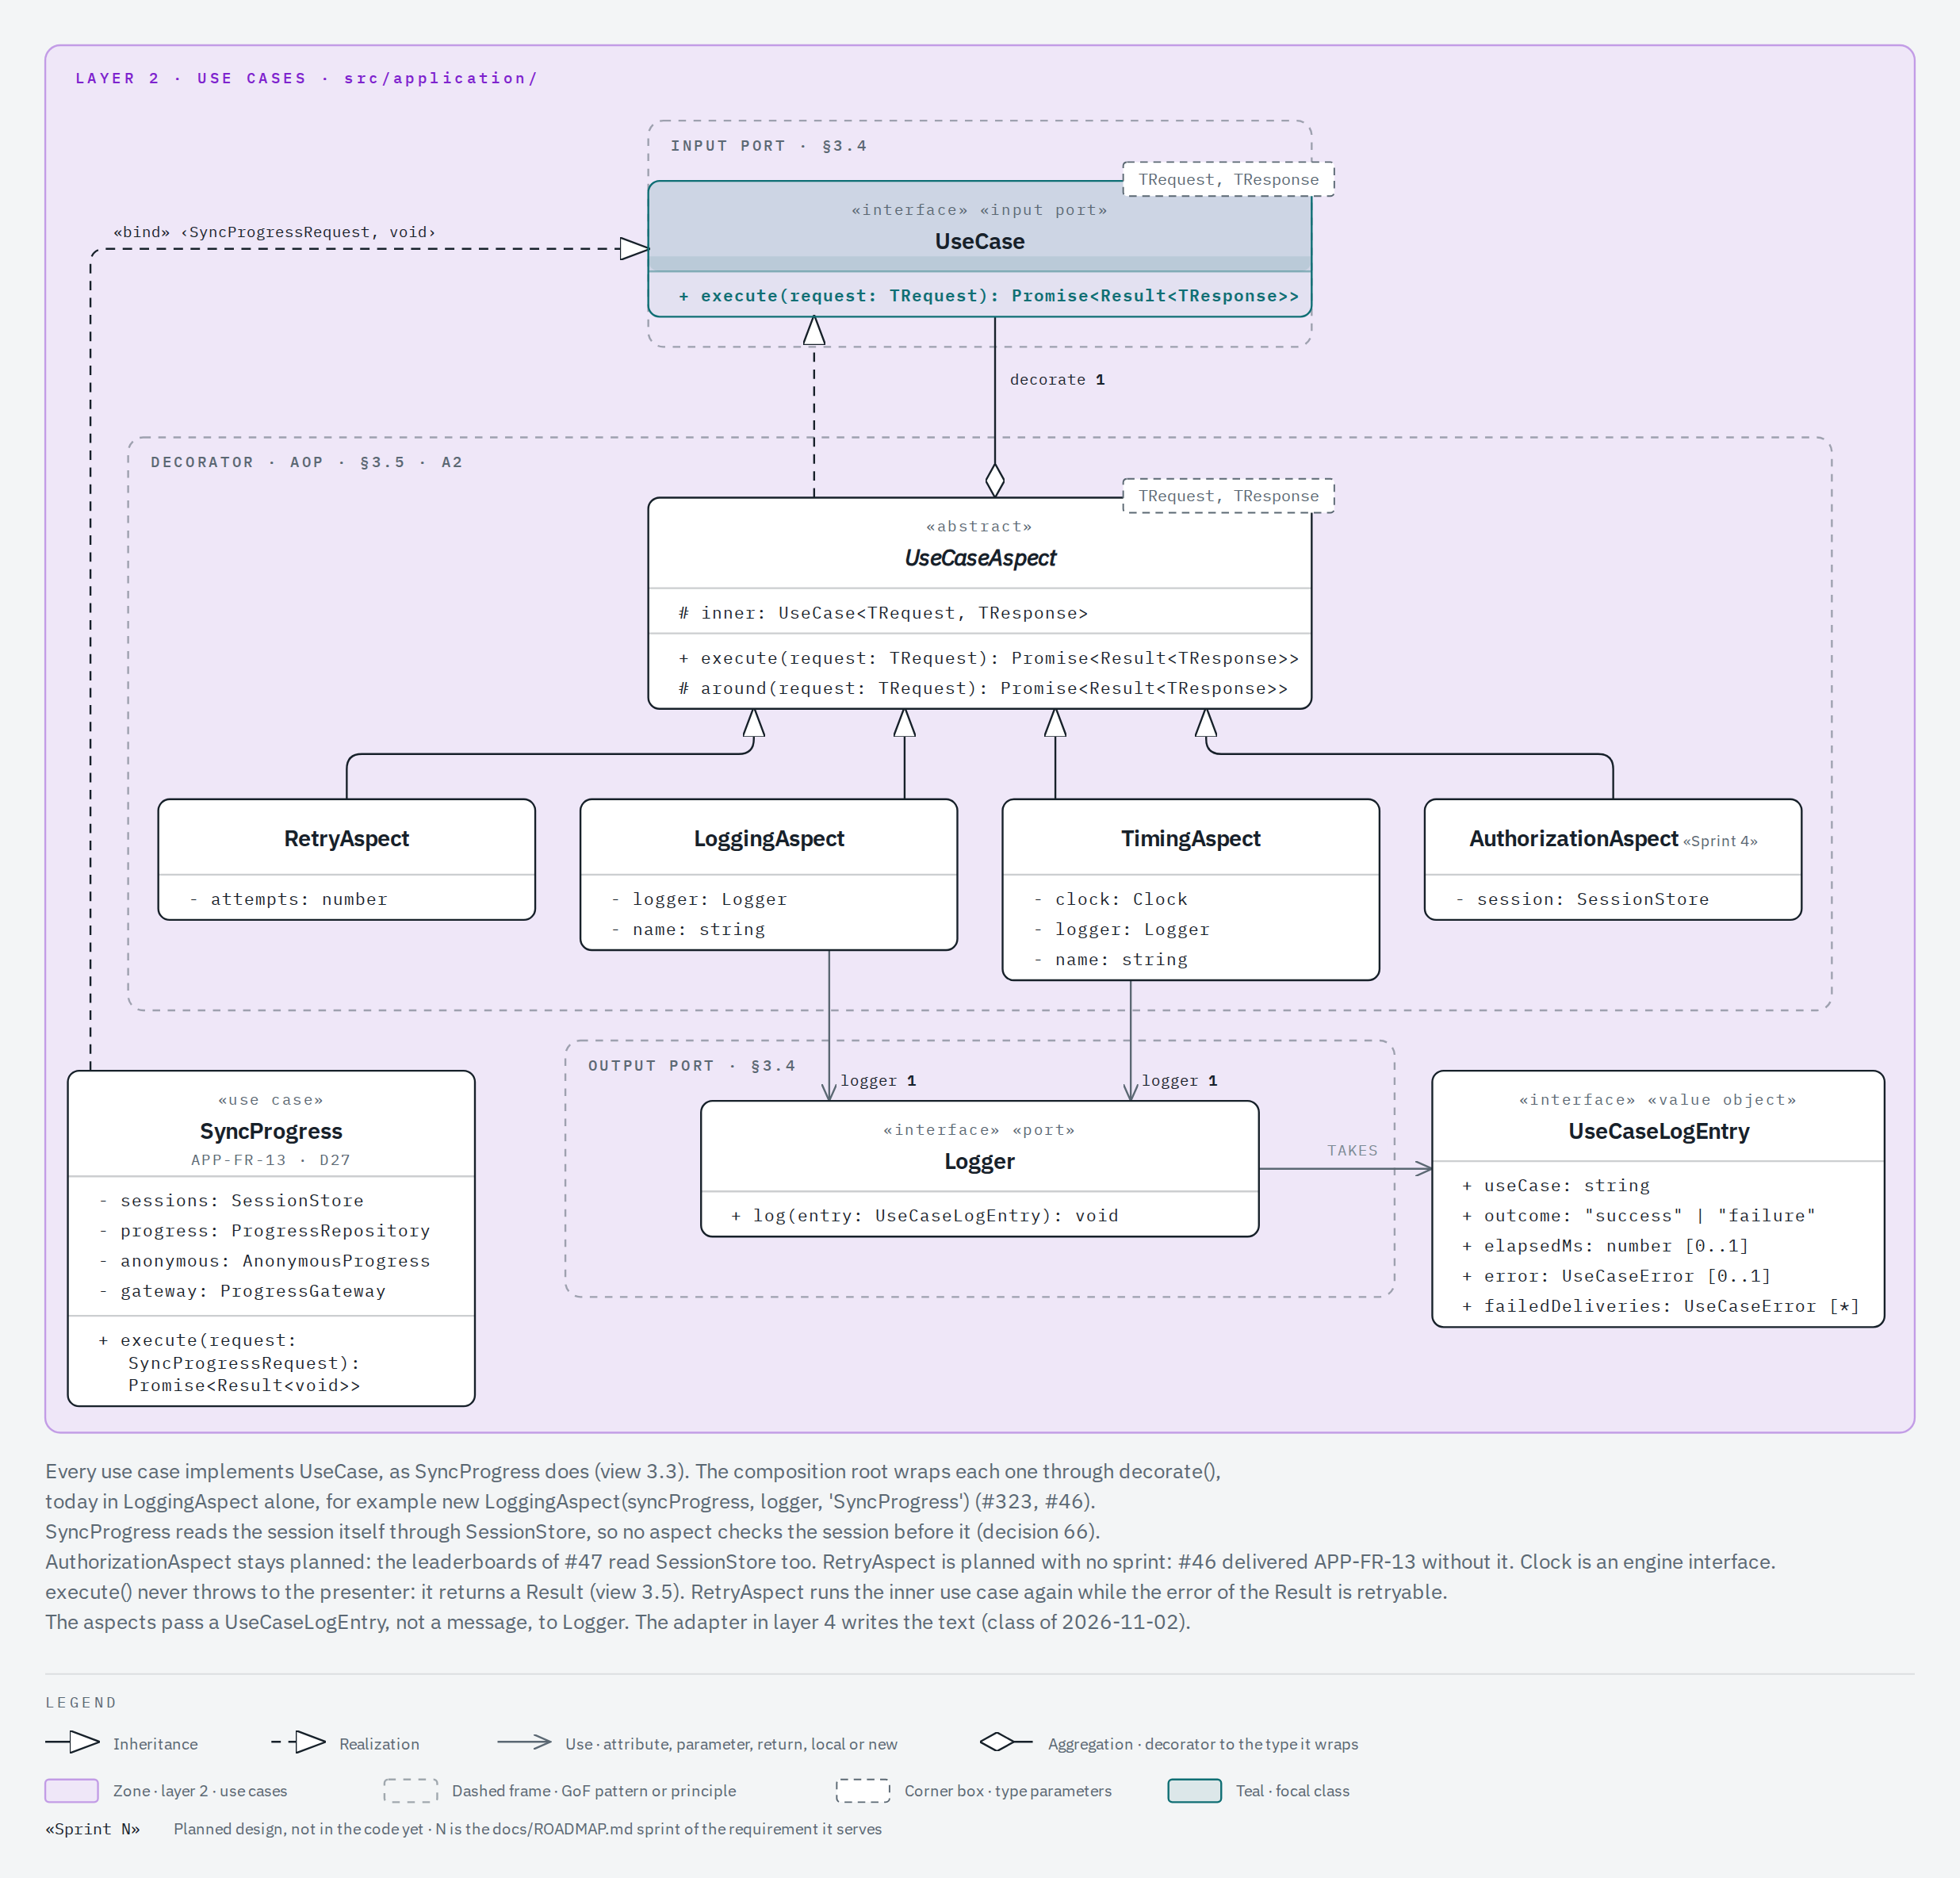 LAYER 2 · USE CASES · src/application/
INPUT PORT · §3.4
TRequest, TResponse
«interface» «input port»
UseCase
+ execute(request: TRequest): Promise<Result<TResponse>>
«bind» ‹SyncProgressRequest, void›
decorate 1
DECORATOR · AOP · §3.5 · A2
TRequest, TResponse
«abstract»
UseCaseAspect
# inner: UseCase<TRequest, TResponse>
+ execute(request: TRequest): Promise<Result<TResponse>>
# around(request: TRequest): Promise<Result<TResponse>>
RetryAspect
- attempts: number
LoggingAspect
- logger: Logger
- name: string
TimingAspect
- clock: Clock
- logger: Logger
- name: string
AuthorizationAspect «Sprint 4»
- session: SessionStore
«use case»
SyncProgress
APP-FR-13 · D27
- sessions: SessionStore
- progress: ProgressRepository
- anonymous: AnonymousProgress
- gateway: ProgressGateway
+ execute(request:
SyncProgressRequest):
Promise<Result<void>>
OUTPUT PORT · §3.4
logger 1
logger 1
«interface» «port»
Logger
+ log(entry: UseCaseLogEntry): void
TAKES
«interface» «value object»
UseCaseLogEntry
+ useCase: string
+ outcome: "success" | "failure"
+ elapsedMs: number [0..1]
+ error: UseCaseError [0..1]
+ failedDeliveries: UseCaseError [*]
Every use case implements UseCase, as SyncProgress does (view 3.3). The composition root wraps each one through decorate(),
today in LoggingAspect alone, for example new LoggingAspect(syncProgress, logger, 'SyncProgress') (#323, #46).
SyncProgress reads the session itself through SessionStore, so no aspect checks the session before it (decision 66).
AuthorizationAspect stays planned: the leaderboards of #47 read SessionStore too. RetryAspect is planned with no sprint: #46 delivered APP-FR-13 without it. Clock is an engine interface.
execute() never throws to the presenter: it returns a Result (view 3.5). RetryAspect runs the inner use case again while the error of the Result is retryable.
The aspects pass a UseCaseLogEntry, not a message, to Logger. The adapter in layer 4 writes the text (class of 2026-11-02).
LEGEND
Inheritance
Realization
Use · attribute, parameter, return, local or new
Aggregation · decorator to the type it wraps
Zone · layer 2 · use cases
Dashed frame · GoF pattern or principle
Corner box · type parameters
Teal · focal class
«Sprint N» Planned design, not in the code yet · N is the docs/ROADMAP.md sprint of the requirement it serves